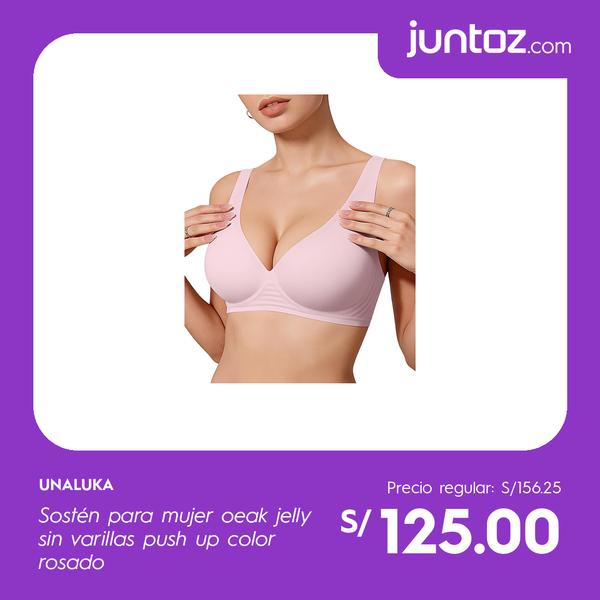 juntoz.com
UNALUKA
Sostén para mujer oeak jelly
sin varillas push up color
rosado
Precio regular: S/156.25
S/125.00